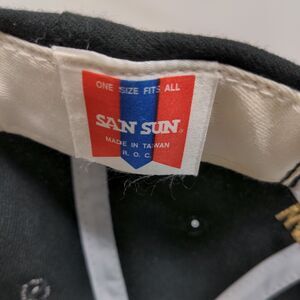 ONE SIZE FITS ALL
SAN SUN
MADE IN TAIWAN
R. O. C.